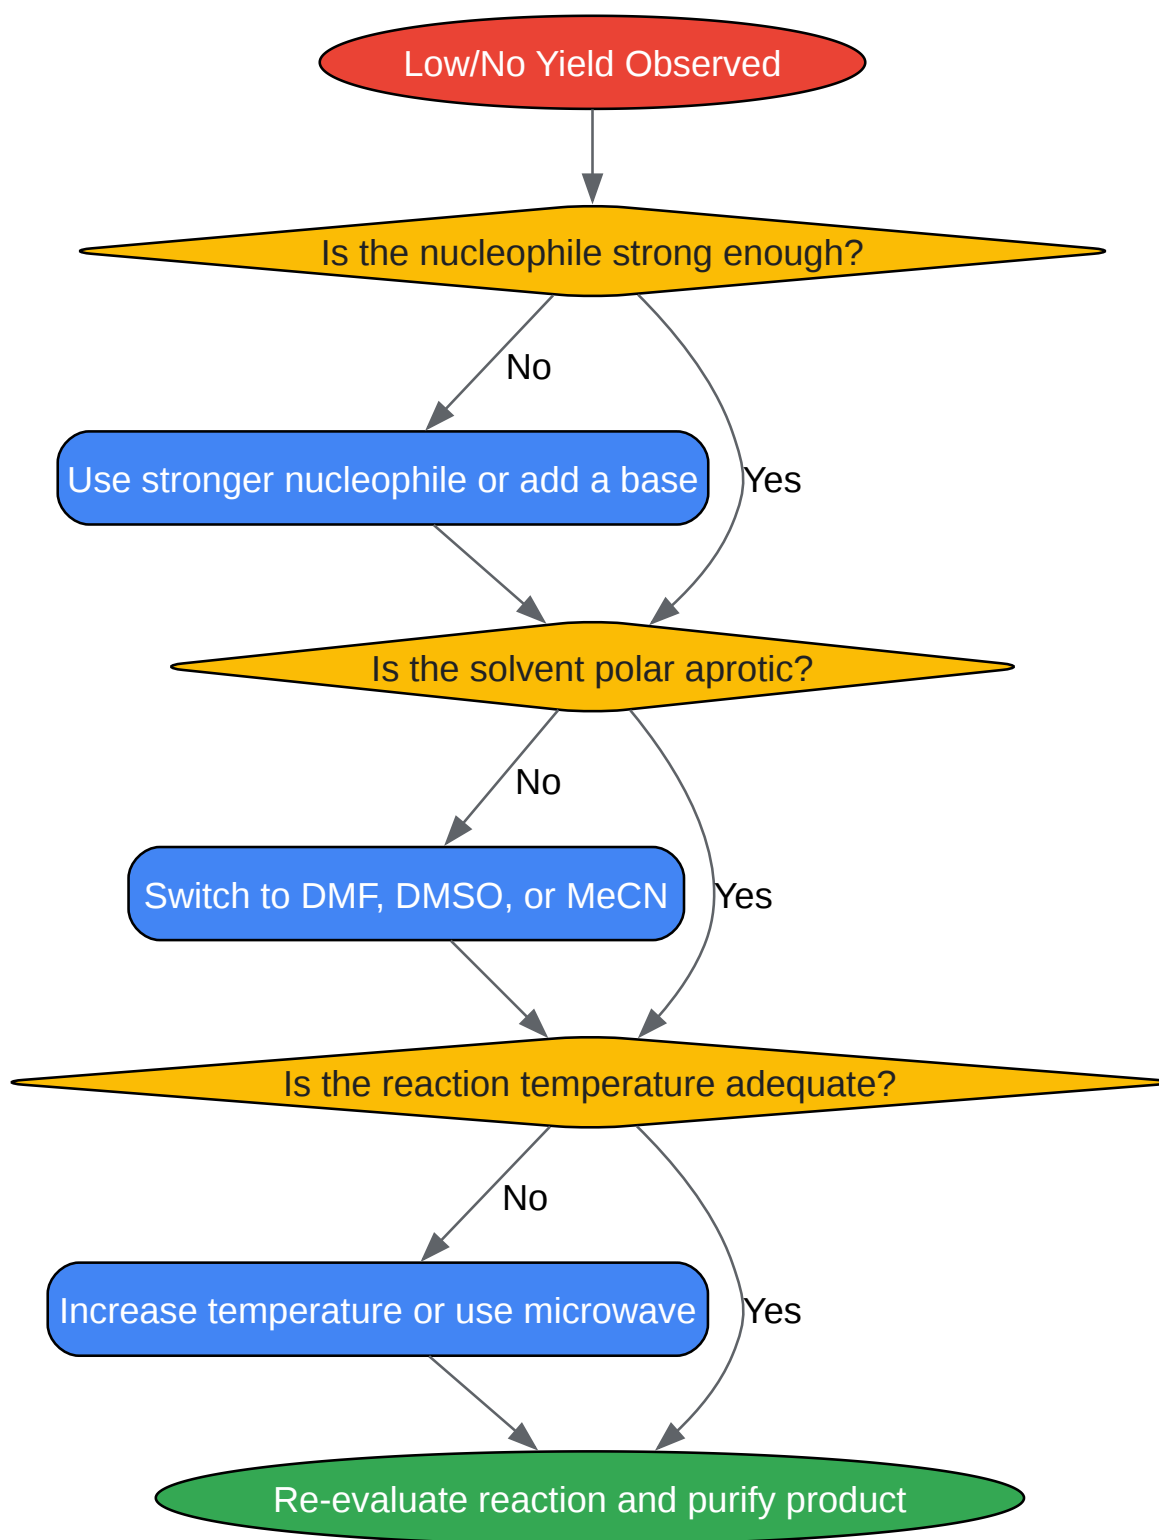 Low/No Yield Observed
Is the nucleophile strong enough?
No
Use stronger nucleophile or add a base
Yes
Is the solvent polar aprotic?
No
Switch to DMF, DMSO, or MeCN
Yes
Is the reaction temperature adequate?
No
Increase temperature or use microwave
Yes
Re-evaluate reaction and purify product